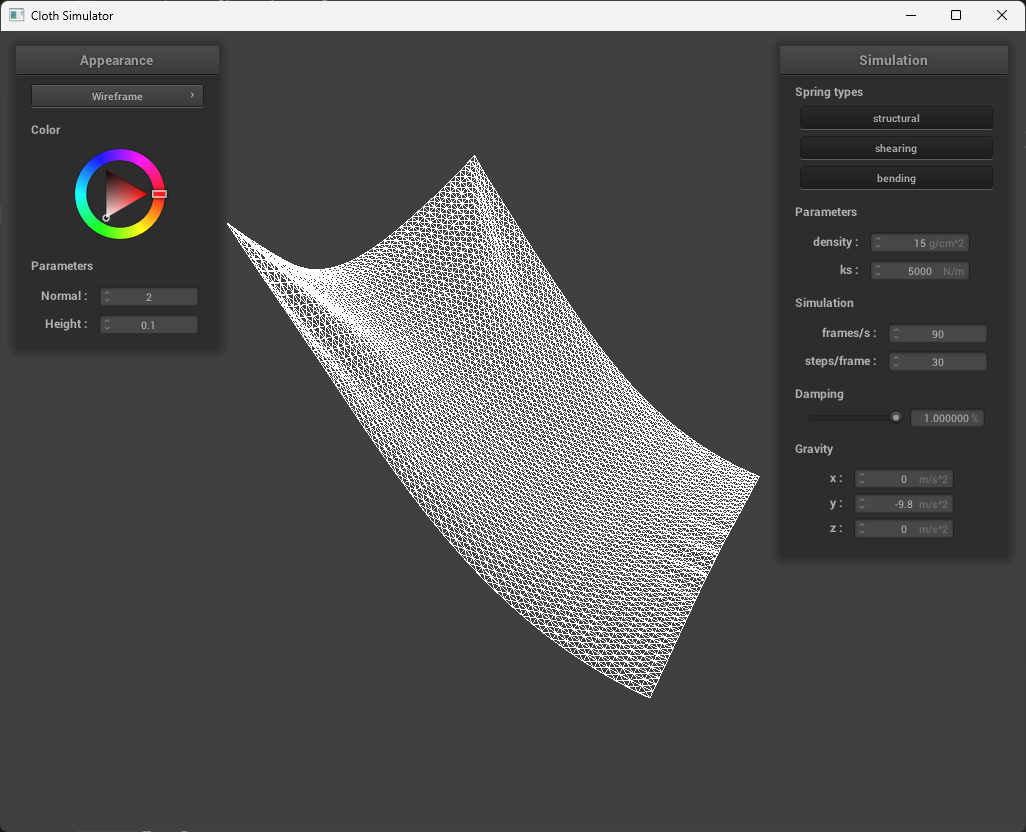 Cloth Simulator
Appearance
Wireframe
Color
Parameters
Normal : 2
Height : 0.1
Simulation
Spring types
structural
shearing
bending
Parameters
density : 15 g/cm^2
ks : 5000 N/m
Simulation
frames/s : 90
steps/frame : 30
Damping
1.000000 %
Gravity
x : 0 m/s^2
y : -9.8 m/s^2
z : 0 m/s^2